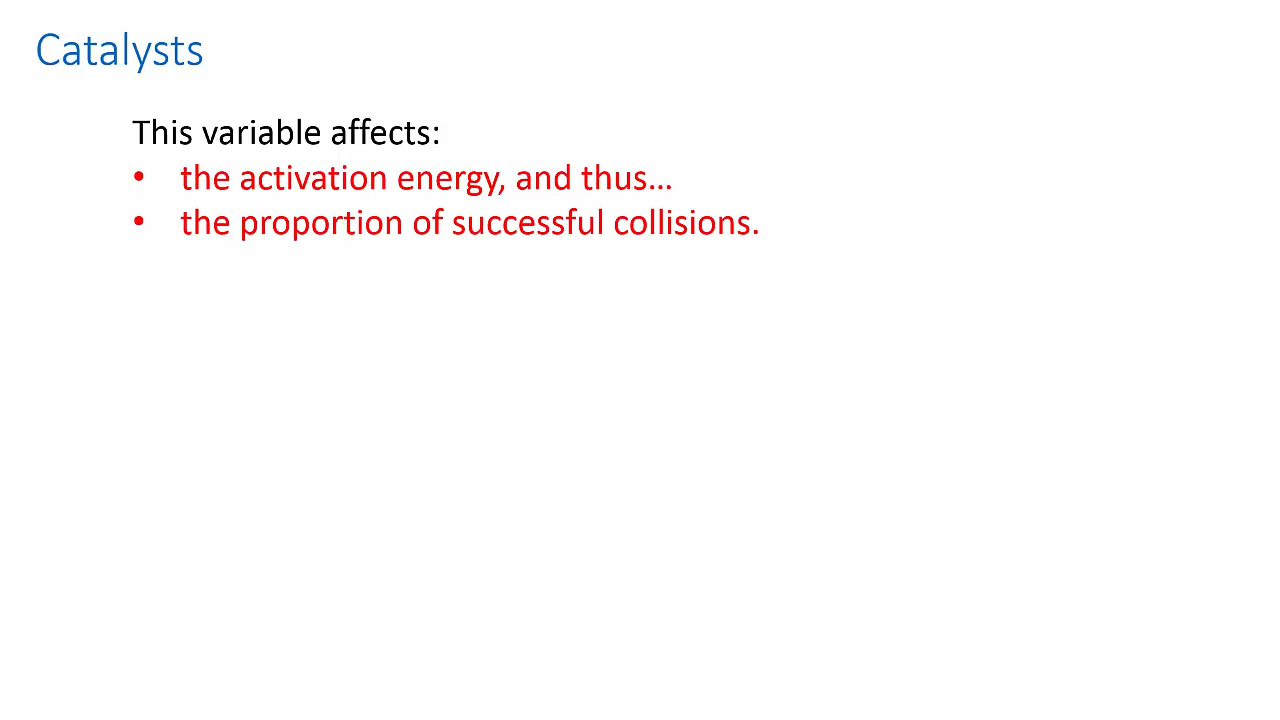 Catalysts
This variable affects:
• the activation energy, and thus…
• the proportion of successful collisions.